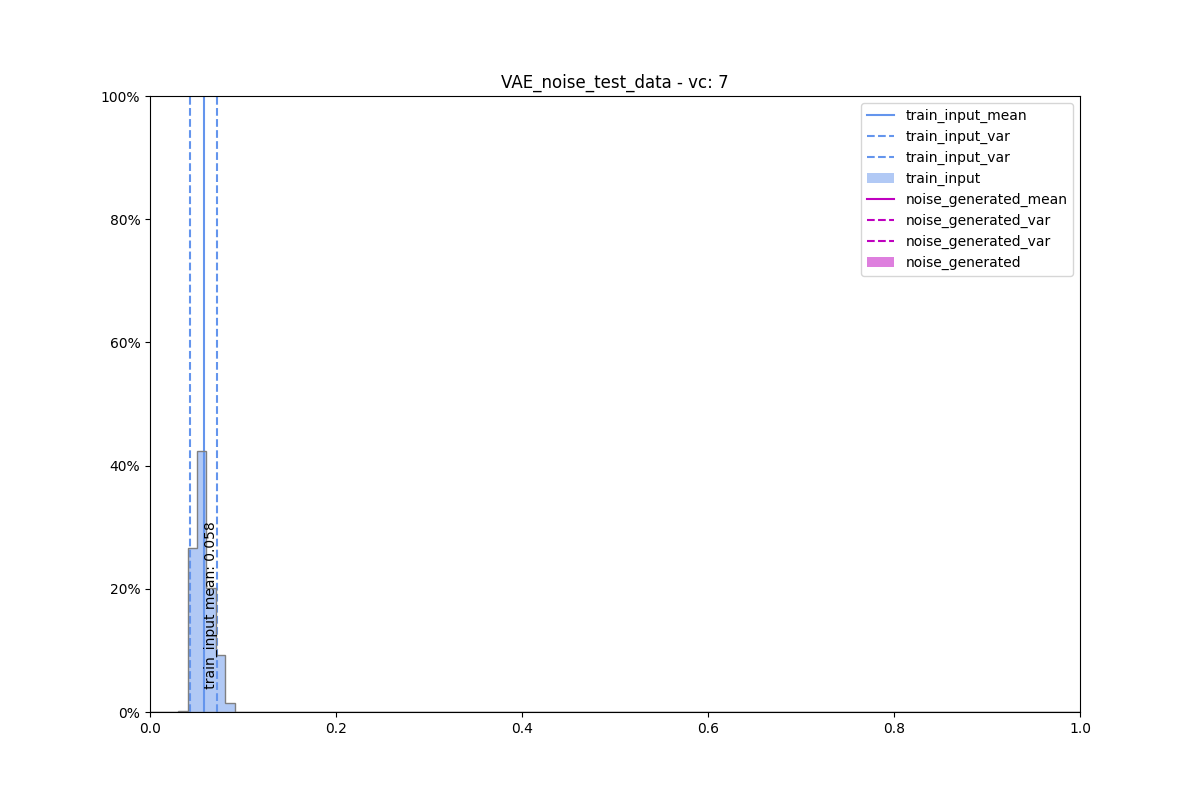 VAE_noise_test_data - vc: 7
100%
80%
60%
40%
20%
0%
0.0
0.2
0.4
0.6
0.8
1.0
train_input mean: 0.058
train_input_mean
train_input_var
train_input_var
train_input
noise_generated_mean
noise_generated_var
noise_generated_var
noise_generated